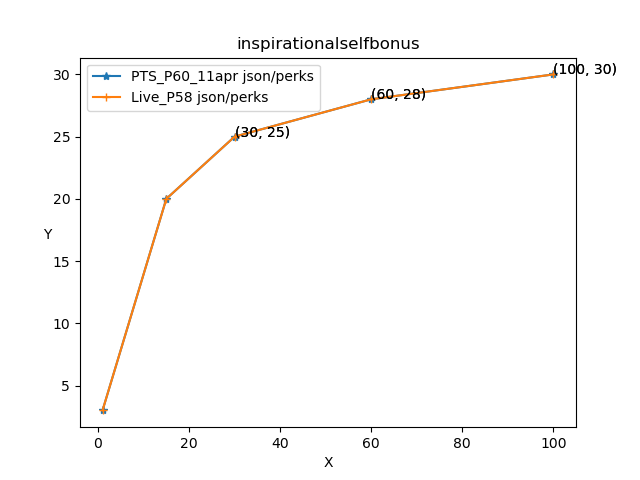 inspirationalselfbonus
PTS_P60_11apr json/perks
Live_P58 json/perks
(100, 30)
(60, 28)
(30, 25)
30
25
20
15
10
5
Y
0 20 40 60 80 100
X